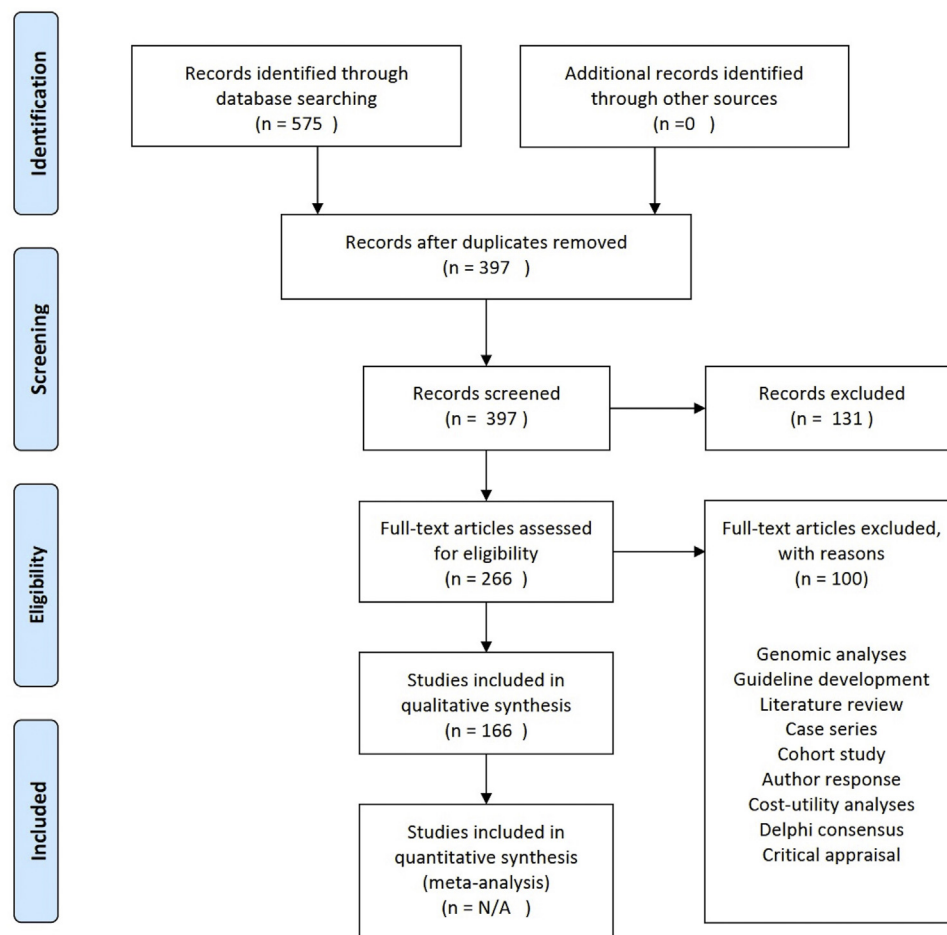 Identification
Records identified through
database searching
(n = 575  )
Additional records identified
through other sources
(n =0   )
Records after duplicates removed
(n = 397   )
Screening
Records screened
(n =  397  )
Records excluded
(n =  131 )
Eligibility
Full-text articles assessed
for eligibility
(n = 266  )
Full-text articles excluded,
with reasons
(n = 100)
Genomic analyses
Guideline development
Literature review
Case series
Cohort study
Author response
Cost-utility analyses
Delphi consensus
Critical appraisal
Studies included in
qualitative synthesis
(n = 166  )
Included
Studies included in
quantitative synthesis
(meta-analysis)
(n = N/A   )